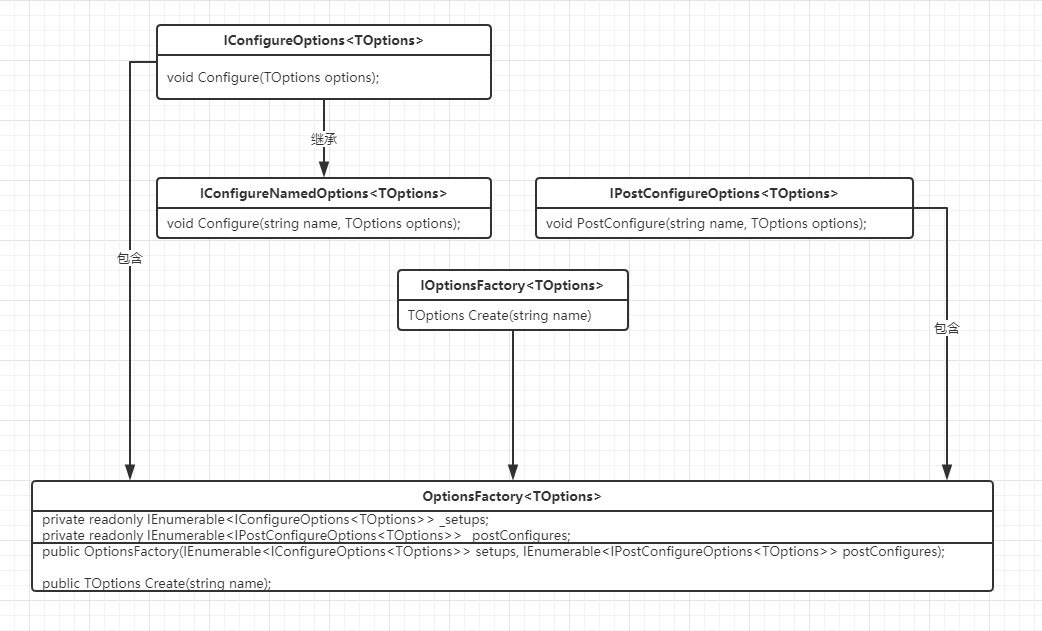 IConfigureOptions<TOptions>
void Configure(TOptions options);
继承
IConfigureNamedOptions<TOptions>
void Configure(string name, TOptions options);
IPostConfigureOptions<TOptions>
void PostConfigure(string name, TOptions options);
包含
IOptionsFactory<TOptions>
TOptions Create(string name)
包含
OptionsFactory<TOptions>
private readonly IEnumerable<IConfigureOptions<TOptions>> _setups;
private readonly IEnumerable<IPostConfigureOptions<TOptions>> _postConfigures;
public OptionsFactory(IEnumerable<IConfigureOptions<TOptions>> setups, IEnumerable<IPostConfigureOptions<TOptions>> postConfigures);
public TOptions Create(string name);